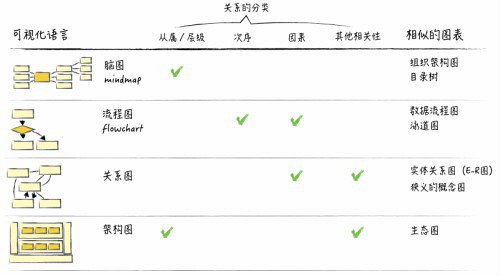 关系的分类
可视化语言
从属/层级
次序
因素
其他相关性
相似的图表
脑图
mindmap
组织架构图
目录树
流程图
flowchart
数据流程图
泳道图
关系图
实体关系图 (E-R图)
狭义的概念图
架构图
生态图